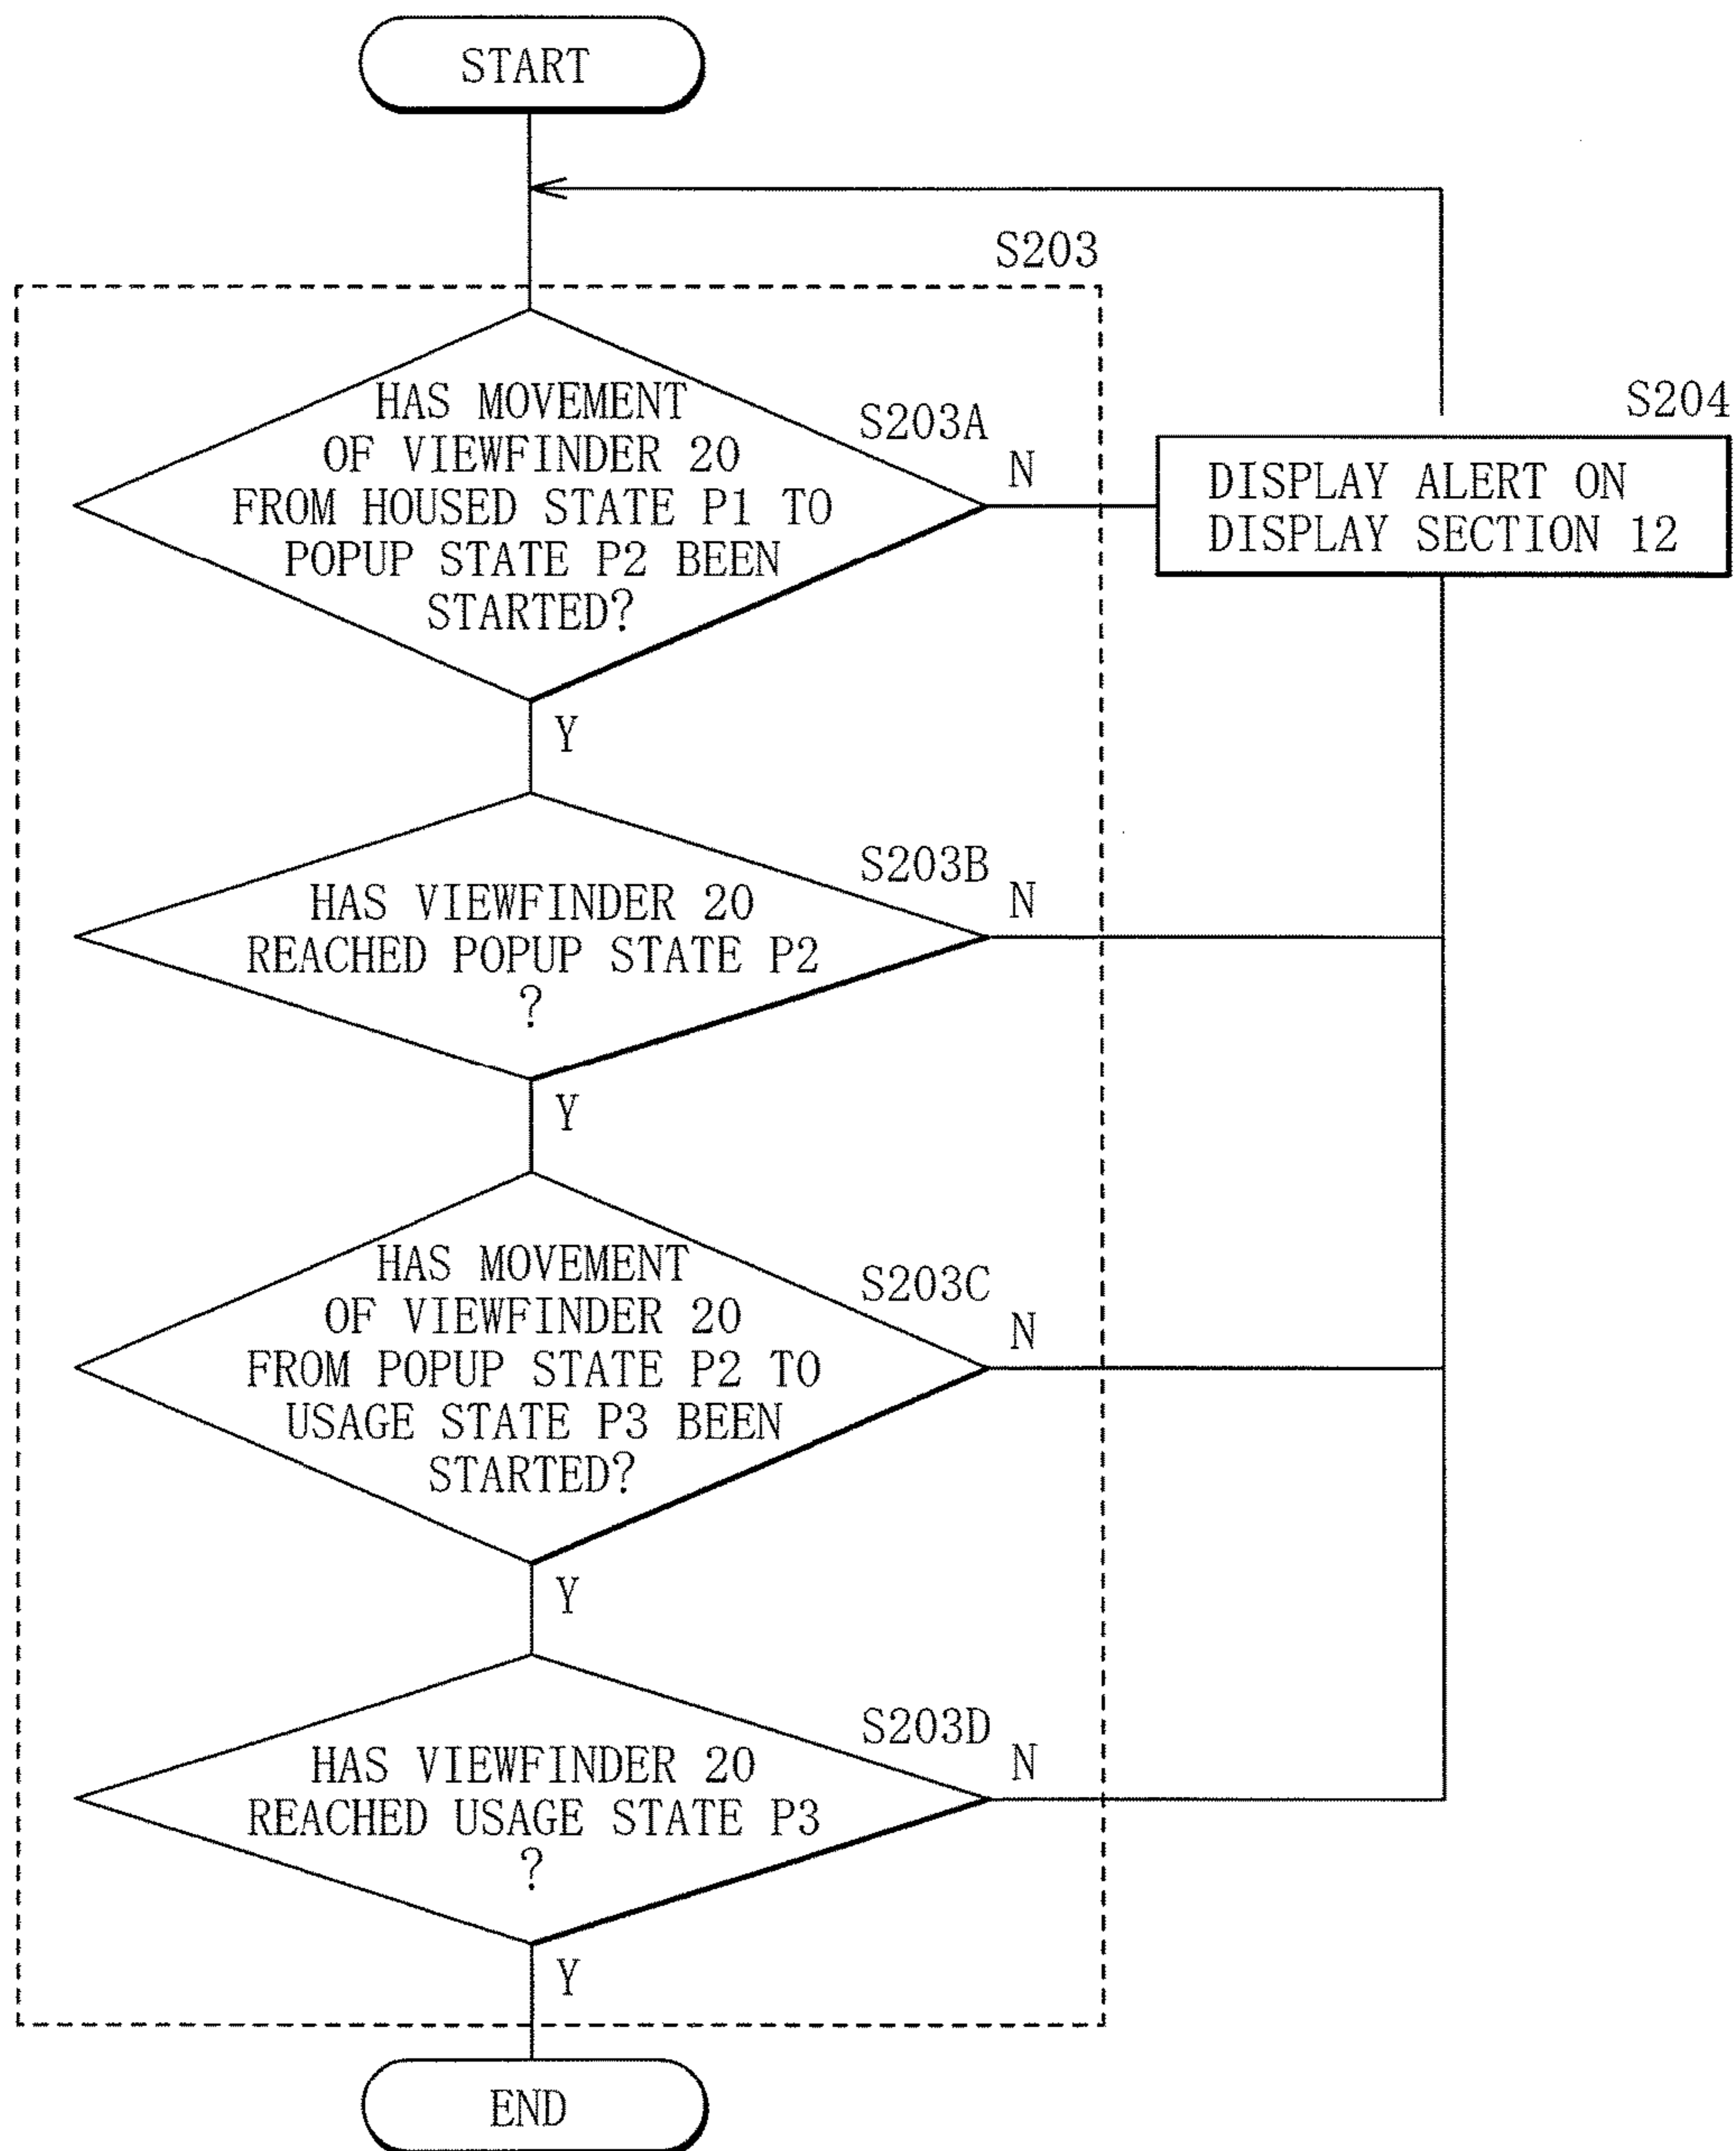 START
S203
HAS MOVEMENT
OF VIEWFINDER 20
FROM HOUSED STATE P1 TO
POPUP STATE P2 BEEN
STARTED?
S203A
N
S204
DISPLAY ALERT ON
DISPLAY SECTION 12
Y
HAS VIEWFINDER 20
REACHED POPUP STATE P2
?
S203B
N
Y
HAS MOVEMENT
OF VIEWFINDER 20
FROM POPUP STATE P2 TO
USAGE STATE P3 BEEN
STARTED?
S203C
N
Y
HAS VIEWFINDER 20
REACHED USAGE STATE P3
?
S203D
N
Y
END